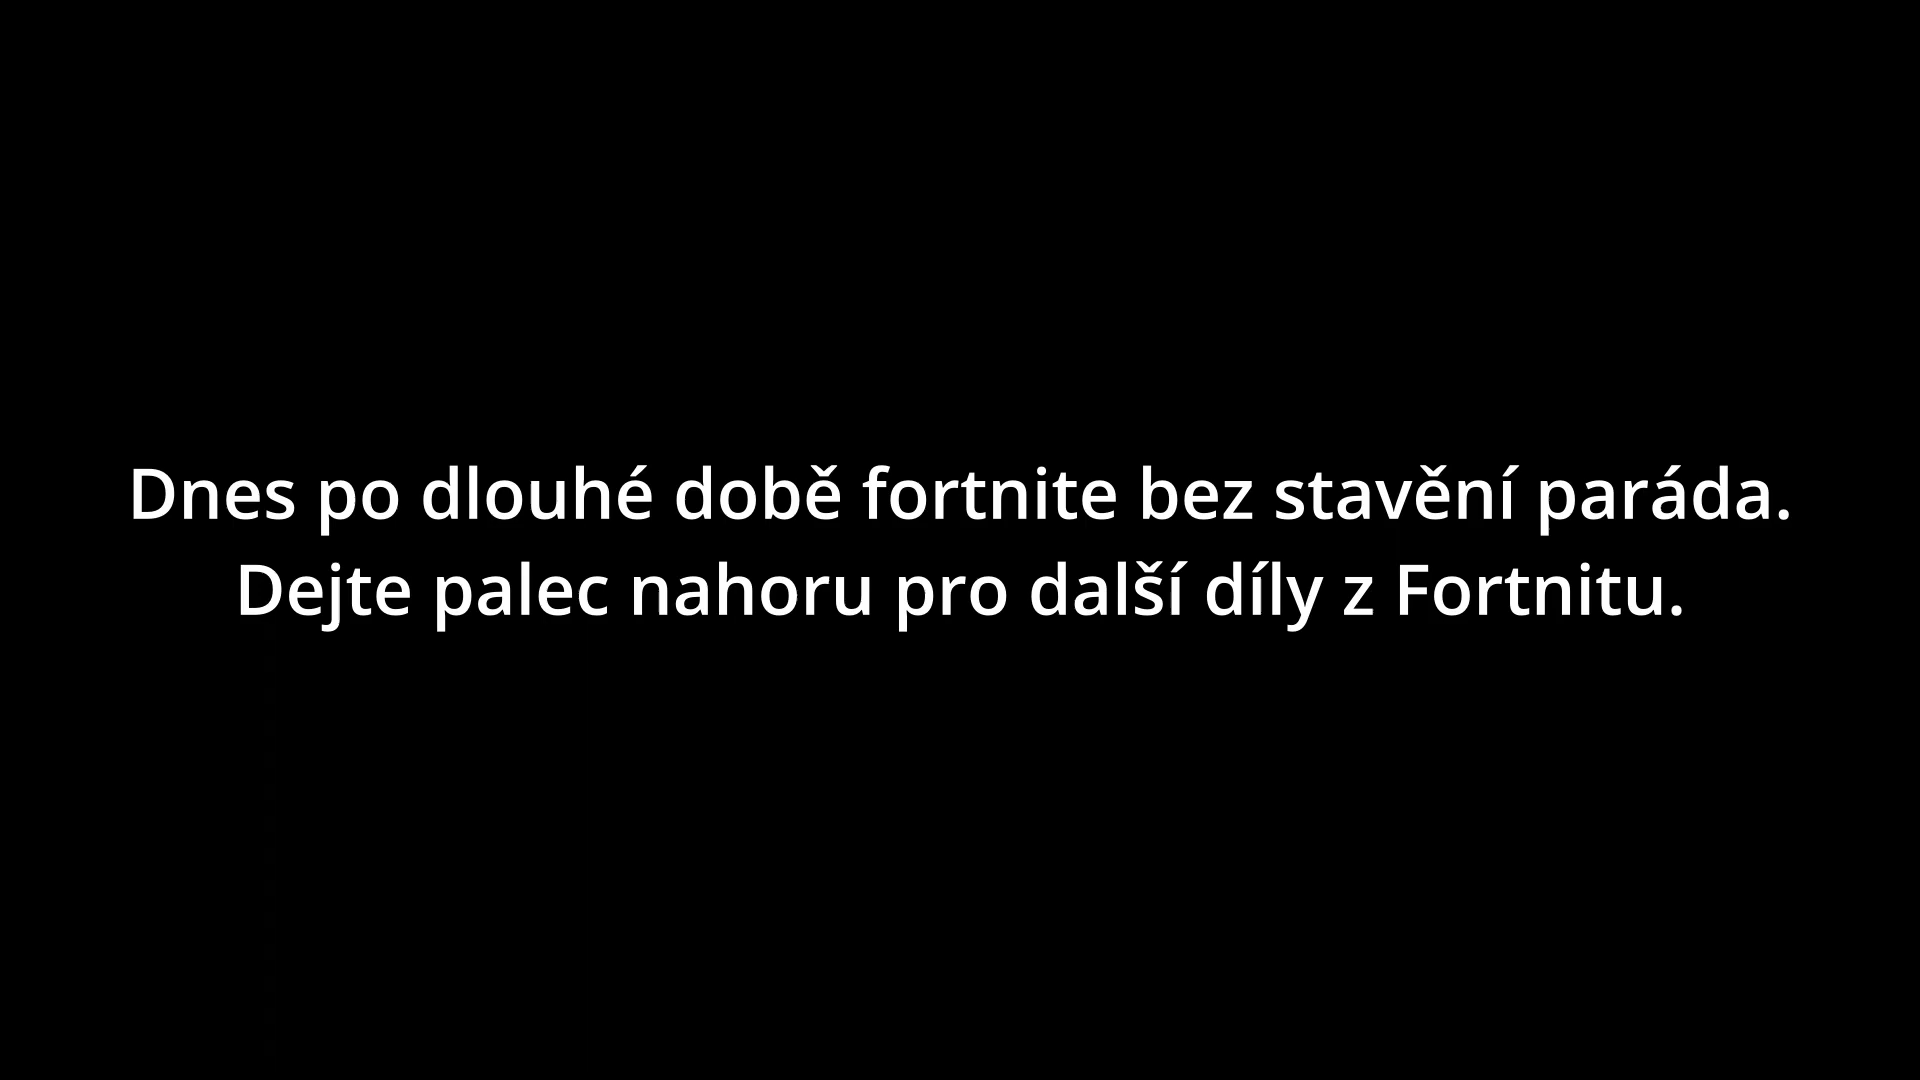 Dnes po dlouhé době fortnite bez stavění paráda.
Dejte palec nahoru pro další díly z Fortnitu.